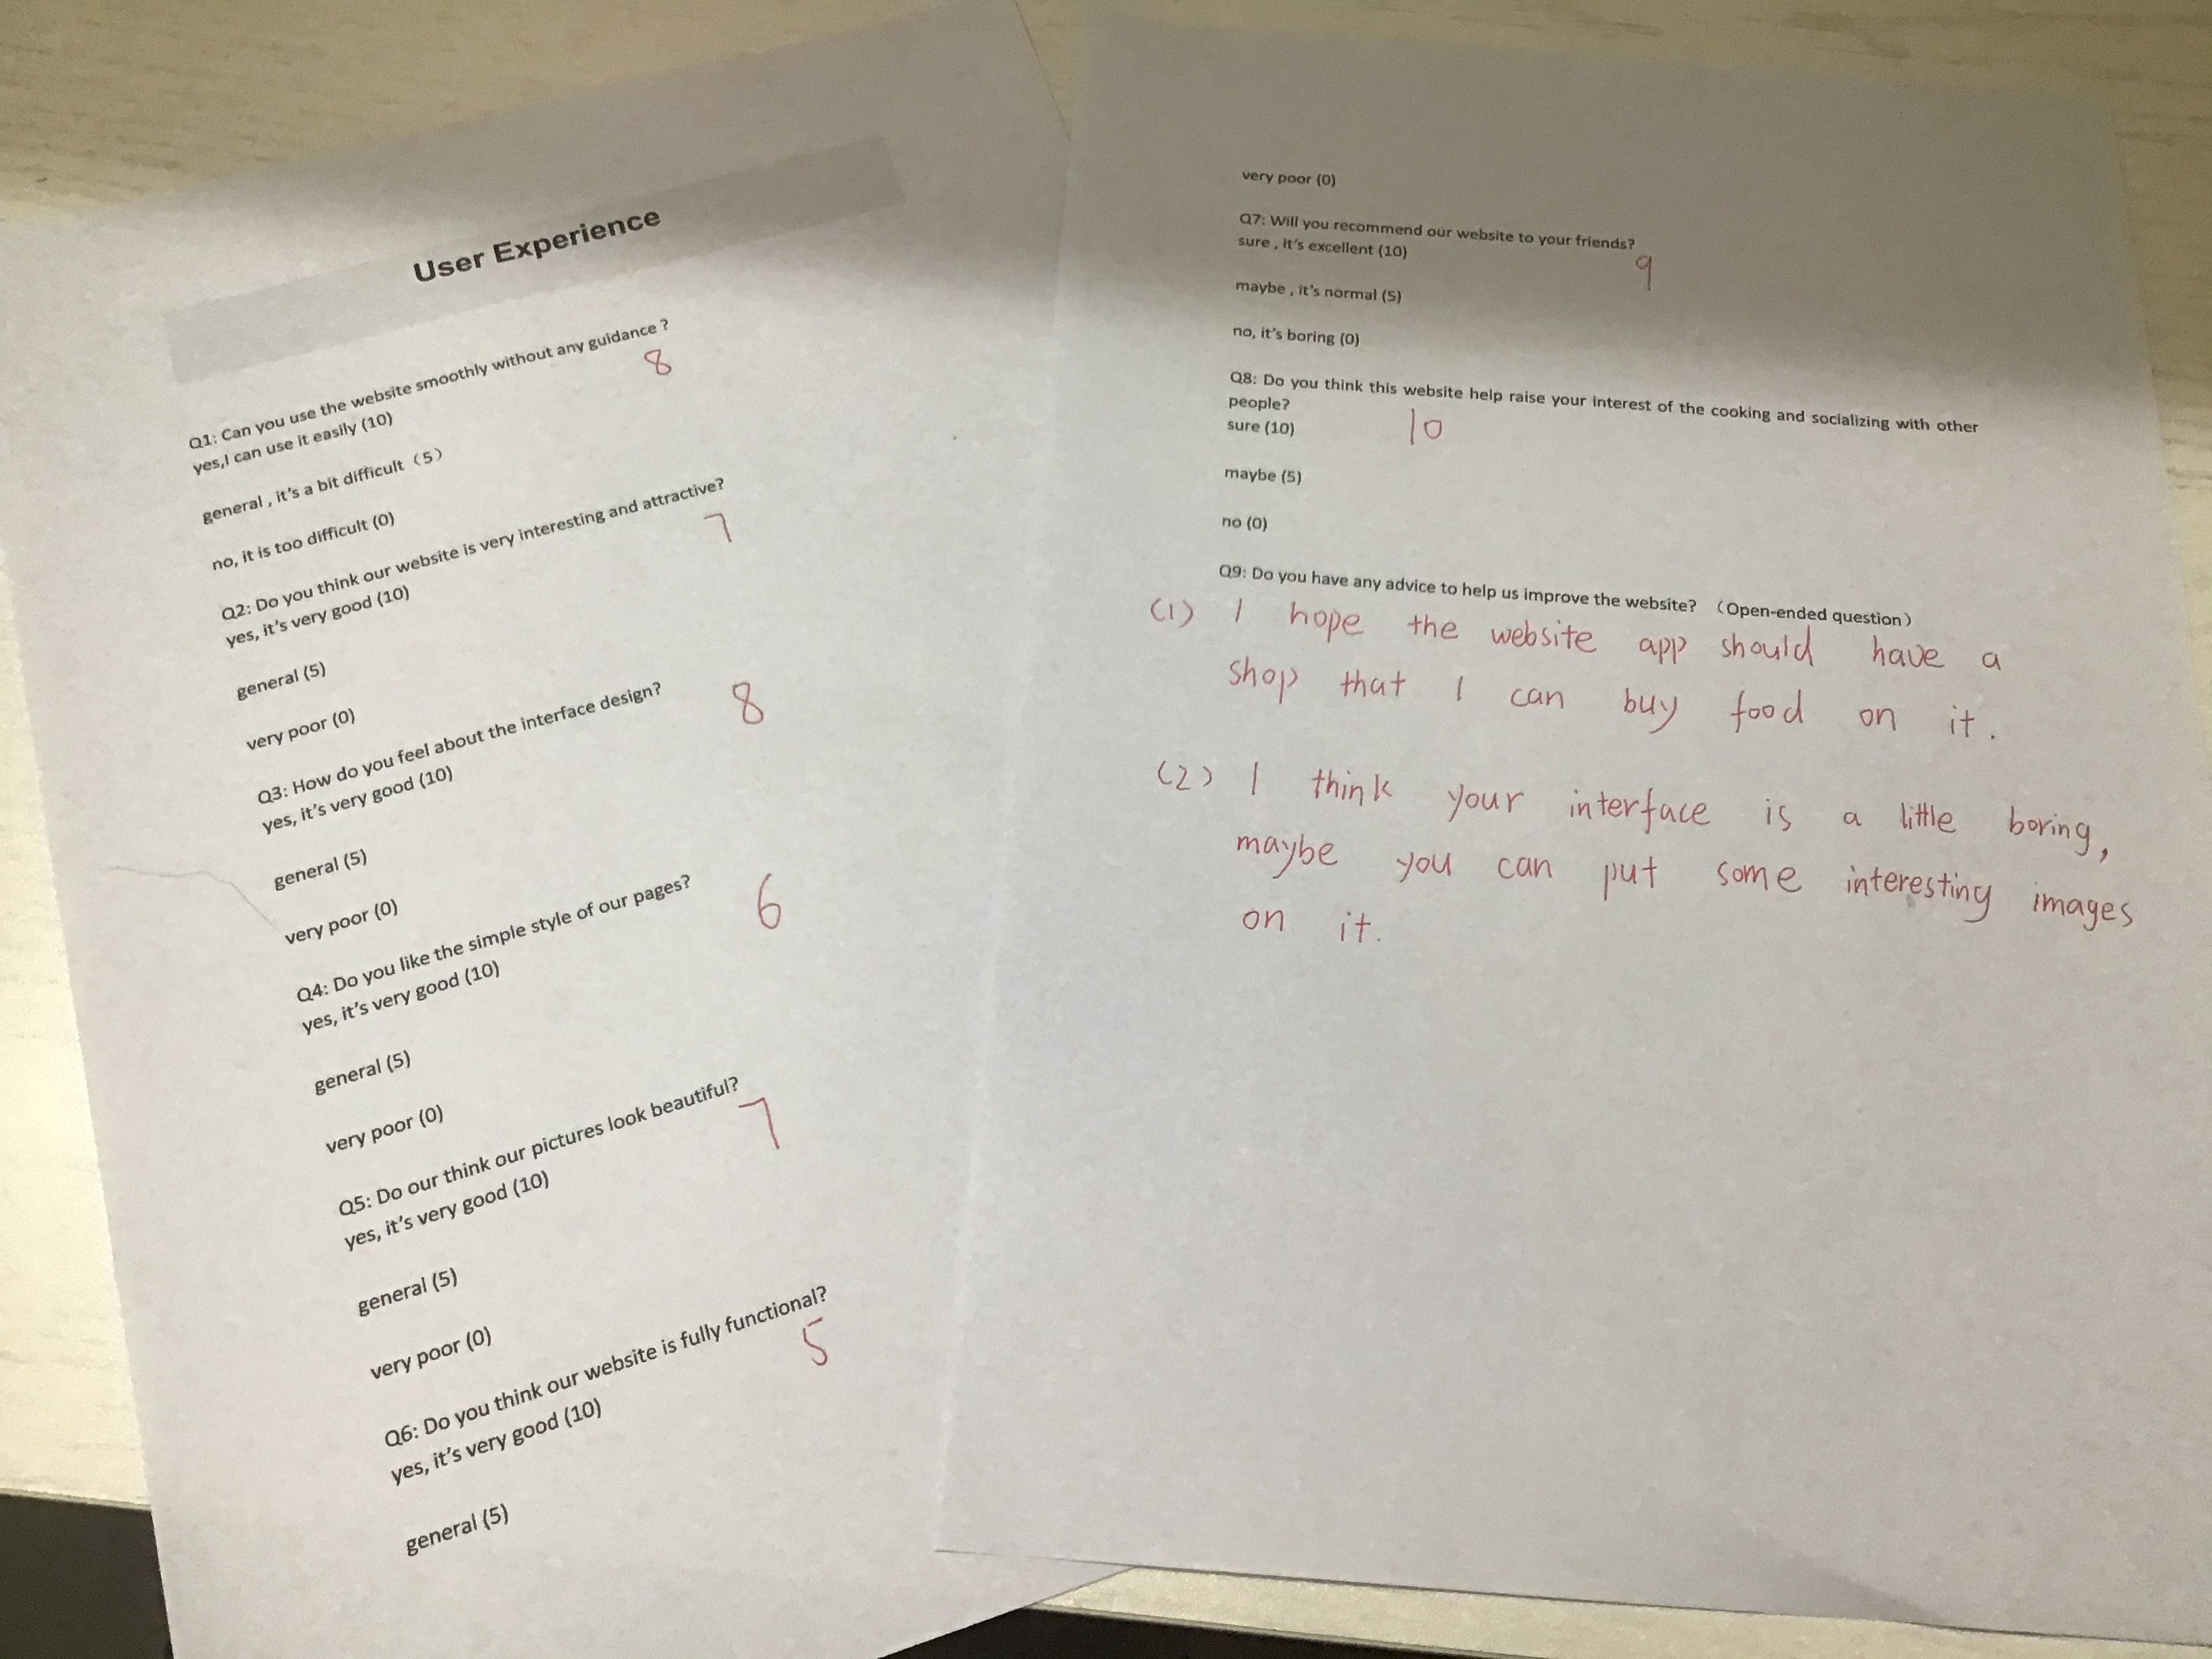 User Experience
Q1: Can you use the website smoothly without any guidance ?
8
yes,I can use it easily (10)
general , it's a bit difficult （5）
no, it is too difficult (0)
Q2: Do you think our website is very interesting and attractive?
7
yes, it's very good (10)
general (5)
very poor (0)
Q3: How do you feel about the interface design?
8
yes, it's very good (10)
general (5)
very poor (0)
Q4: Do you like the simple style of our pages?
6
yes, it's very good (10)
general (5)
very poor (0)
Q5: Do our think our pictures look beautiful?
7
yes, it's very good (10)
general (5)
very poor (0)
Q6: Do you think our website is fully functional?
5
yes, it's very good (10)
general (5)
very poor (0)
Q7: Will you recommend our website to your friends?
9
sure , it's excellent (10)
maybe , it's normal (5)
no, it's boring (0)
Q8: Do you think this website help raise your interest of the cooking and socializing with other
people?
sure (10)
10
maybe (5)
no (0)
Q9: Do you have any advice to help us improve the website? （Open-ended question）
(1) I hope the website app should have a
shop that I can buy food on it.
(2) I think your interface is a little boring,
maybe you can put some interesting images
on it.